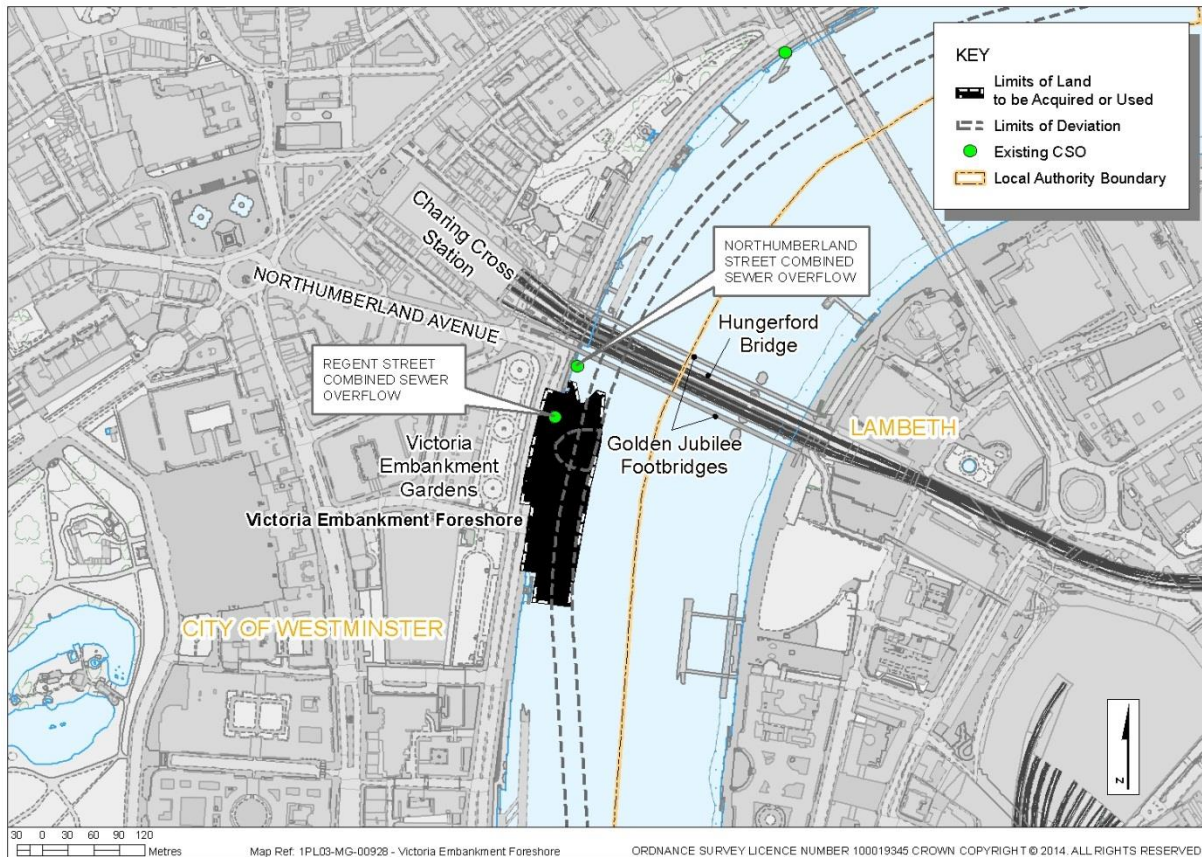 KEY
Limits of Land
to be Acquired or Used
Limits of Deviation
Existing CSO
Local Authority Boundary
Charing Cross
Station
NORTHUMBERLAND
STREET COMBINED
SEWER OVERFLOW
NORTHUMBERLAND AVENUE
Hungerford
Bridge
REGENT STREET
COMBINED SEWER
OVERFLOW
LAMBETH
Golden Jubilee
Footbridges
Victoria
Embankment
Gardens
Victoria Embankment Foreshore
CITY OF WESTMINSTER
N
30 0 30 60 90 120
Metres
Map Ref. 1PL03-MG-00928 - Victoria Embankment Foreshore
ORDNANCE SURVEY LICENCE NUMBER 100019345 CROWN COPYRIGHT © 2014. ALL RIGHTS RESERVED